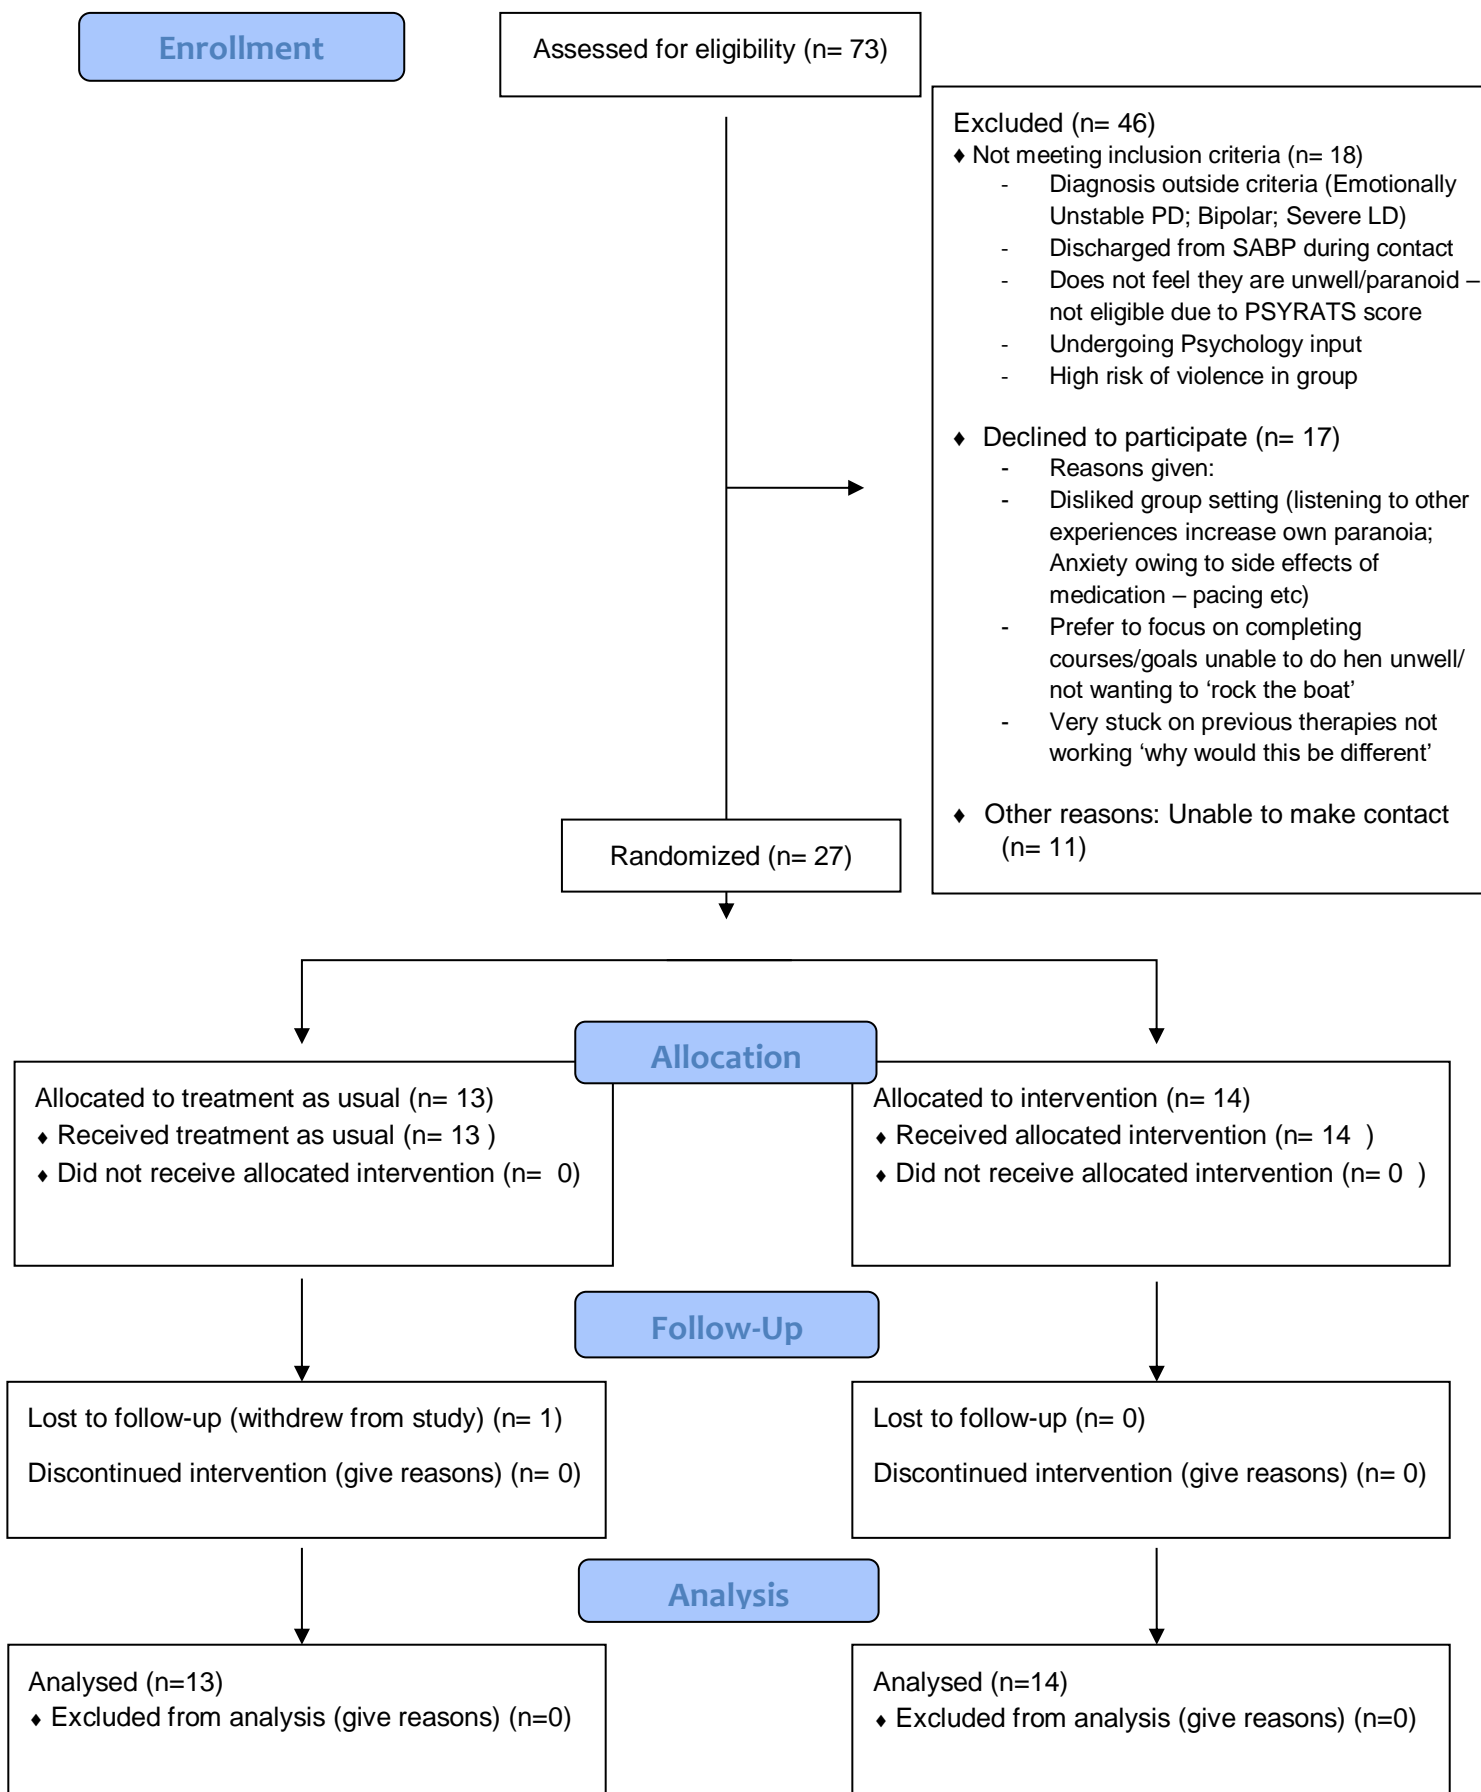 Enrollment
Assessed for eligibility (n= 73)
Excluded (n= 46)
♦ Not meeting inclusion criteria (n= 18)
- Diagnosis outside criteria (Emotionally
Unstable PD; Bipolar; Severe LD)
- Discharged from SABP during contact
- Does not feel they are unwell/paranoid –
not eligible due to PSYRATS score
- Undergoing Psychology input
- High risk of violence in group
♦ Declined to participate (n= 17)
- Reasons given:
- Disliked group setting (listening to other
experiences increase own paranoia;
Anxiety owing to side effects of
medication – pacing etc)
- Prefer to focus on completing
courses/goals unable to do hen unwell/
not wanting to ‘rock the boat’
- Very stuck on previous therapies not
working ‘why would this be different’
♦ Other reasons: Unable to make contact
(n= 11)
Randomized (n= 27)
Allocation
Allocated to treatment as usual (n= 13)
♦ Received treatment as usual (n= 13 )
♦ Did not receive allocated intervention (n=  0)
Allocated to intervention (n= 14)
♦ Received allocated intervention (n= 14  )
♦ Did not receive allocated intervention (n= 0  )
Follow-Up
Lost to follow-up (withdrew from study) (n= 1)
Discontinued intervention (give reasons) (n= 0)
Lost to follow-up (n= 0)
Discontinued intervention (give reasons) (n= 0)
Analysis
Analysed (n=13)
♦ Excluded from analysis (give reasons) (n=0)
Analysed (n=14)
♦ Excluded from analysis (give reasons) (n=0)